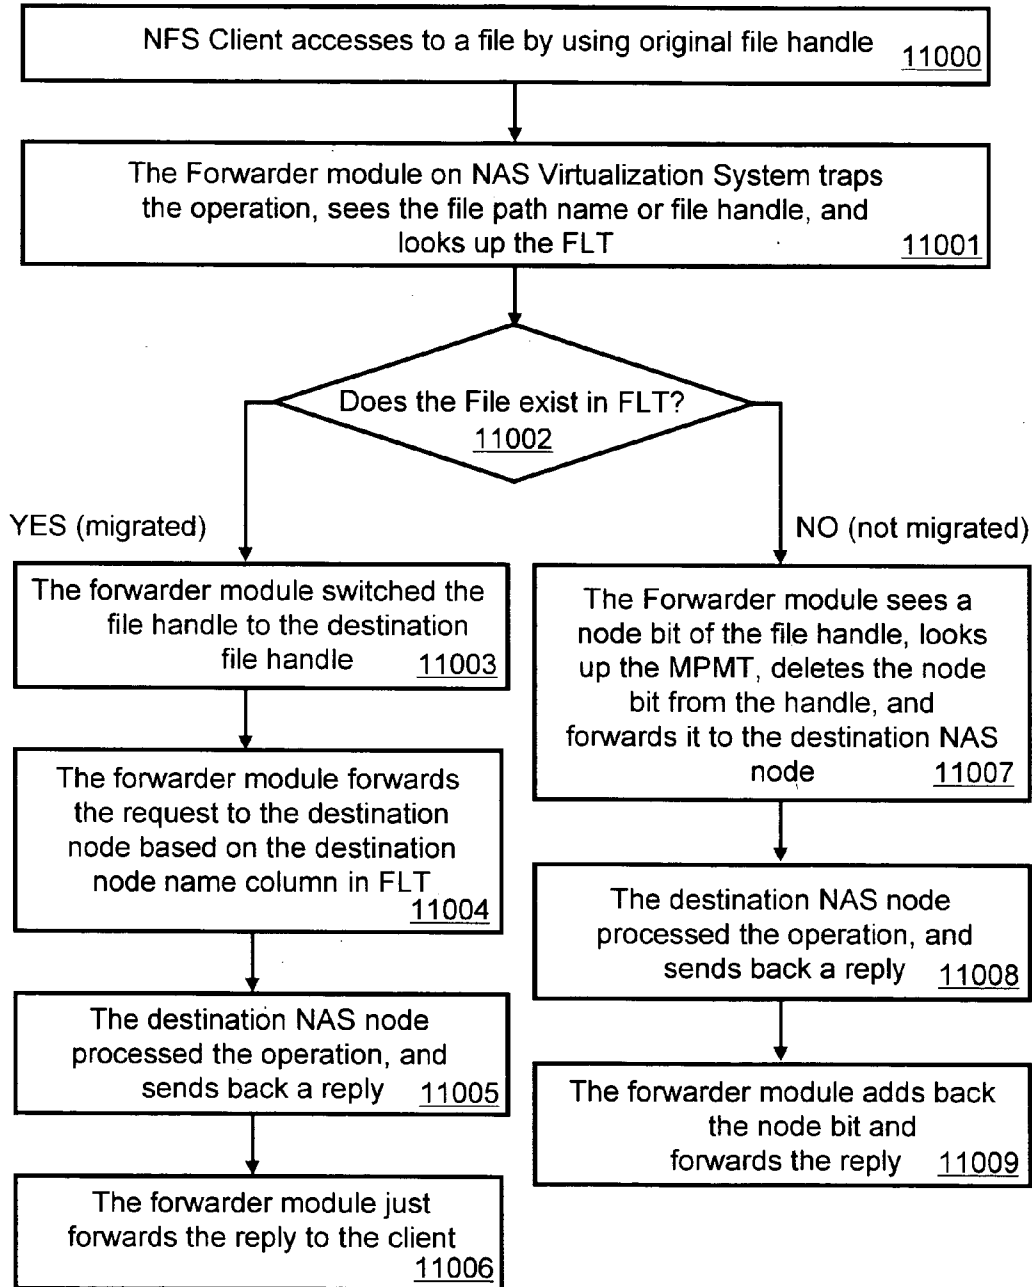 NFS Client accesses to a file by using original file handle
11000
The Forwarder module on NAS Virtualization System traps
the operation, sees the file path name or file handle, and
looks up the FLT
11001
Does the File exist in FLT?
11002
YES (migrated)
The forwarder module switched the
file handle to the destination
file handle
11003
The forwarder module forwards
the request to the destination
node based on the destination
node name column in FLT
11004
The destination NAS node
processed the operation, and
sends back a reply
11005
The forwarder module just
forwards the reply to the client
11006
NO (not migrated)
The Forwarder module sees a
node bit of the file handle, looks
up the MPMT, deletes the node
bit from the handle, and
forwards it to the destination NAS
node
11007
The destination NAS node
processed the operation, and
sends back a reply
11008
The forwarder module adds back
the node bit and
forwards the reply
11009